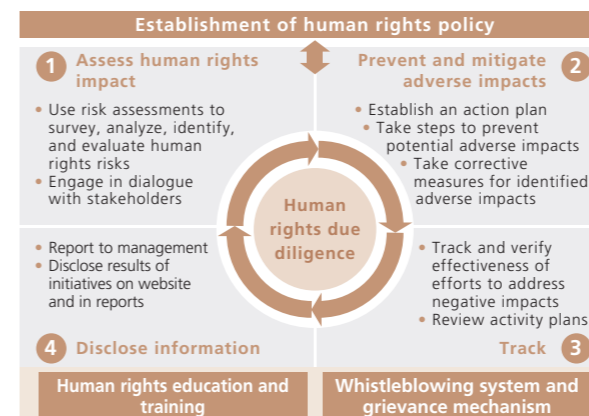 Establishment of human rights policy
1 Assess human rights
impact
• Use risk assessments to
survey, analyze, identify,
and evaluate human
rights risks
• Engage in dialogue
with stakeholders
Prevent and mitigate 2
adverse impacts
• Establish an action plan
• Take steps to prevent
potential adverse impacts
• Take corrective
measures for identified
adverse impacts
Human
rights due
diligence
• Track and verify
effectiveness of
efforts to address
negative impacts
• Review activity plans
Track 3
• Report to management
• Disclose results of
initiatives on website
and in reports
4 Disclose information
Human rights education and
training
Whistleblowing system and
grievance mechanism